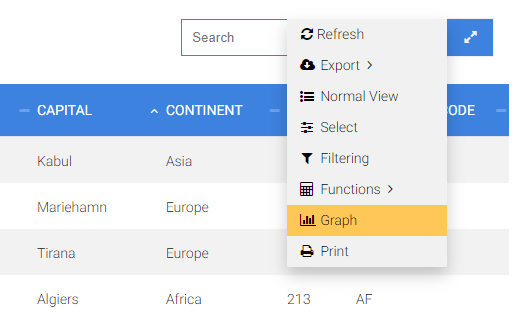 Search
Refresh
Export
Normal View
Select
Filtering
Functions
Graph
Print
CAPITAL CONTINENT ODE
Kabul Asia
Mariehamn Europe
Tirana Europe
Algiers Africa 213 AF